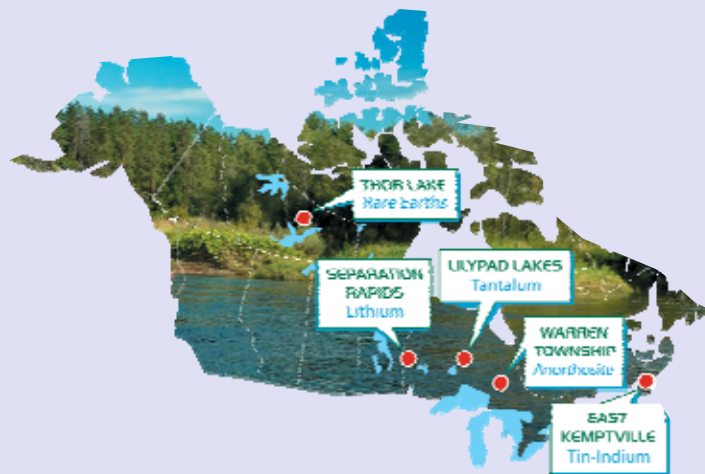 THOR LAKE
Rare Earths
SEPARATION
RAPIDS
Lithium
LILYPAD LAKES
Tantalum
WARREN
TOWNSHIP
Anorthosite
EAST
KEMPTVILLE
Tin-Indium